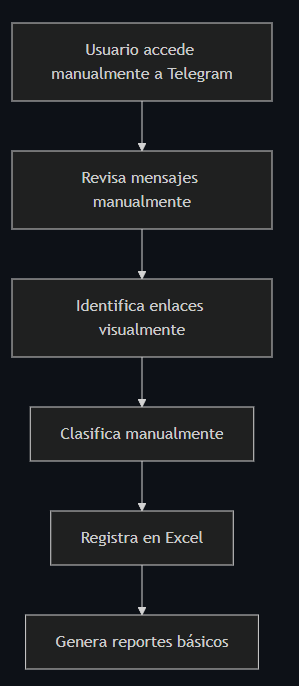 Usuario accede
manualmente a Telegram
Revisa mensajes
manualmente
Identifica enlaces
visualmente
Clasifica manualmente
Registra en Excel
Genera reportes básicos